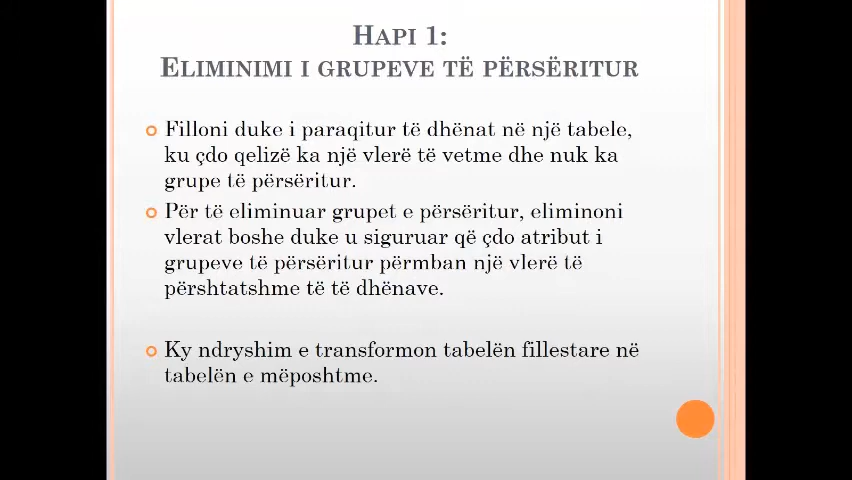 HAPI 1:
ELIMINIMI I GRUPEVE TË PËRSËRITUR
Filloni duke i paraqitur të dhënat në një tabele,
ku çdo qelizë ka një vlerë të vetme dhe nuk ka
grupe të përsëritur.
Për të eliminuar grupet e përsëritur, eliminoni
vlerat boshe duke u siguruar që çdo atribut i
grupeve të përsëritur përmban një vlerë të
përshtatshme të të dhënave.
Ky ndryshim e transformon tabelën fillestare në
tabelën e mëposhtme.